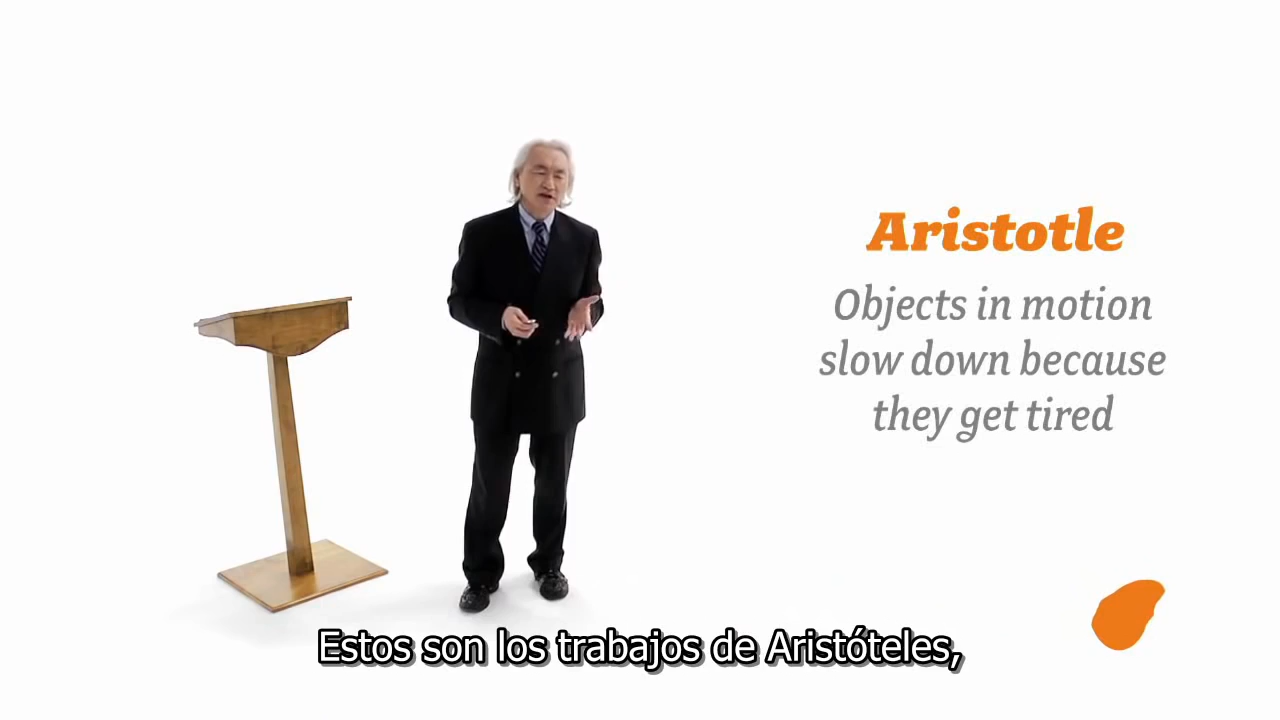 Aristotle
Objects in motion
slow down because
they get tired
Estos son los trabajos de Aristóteles,